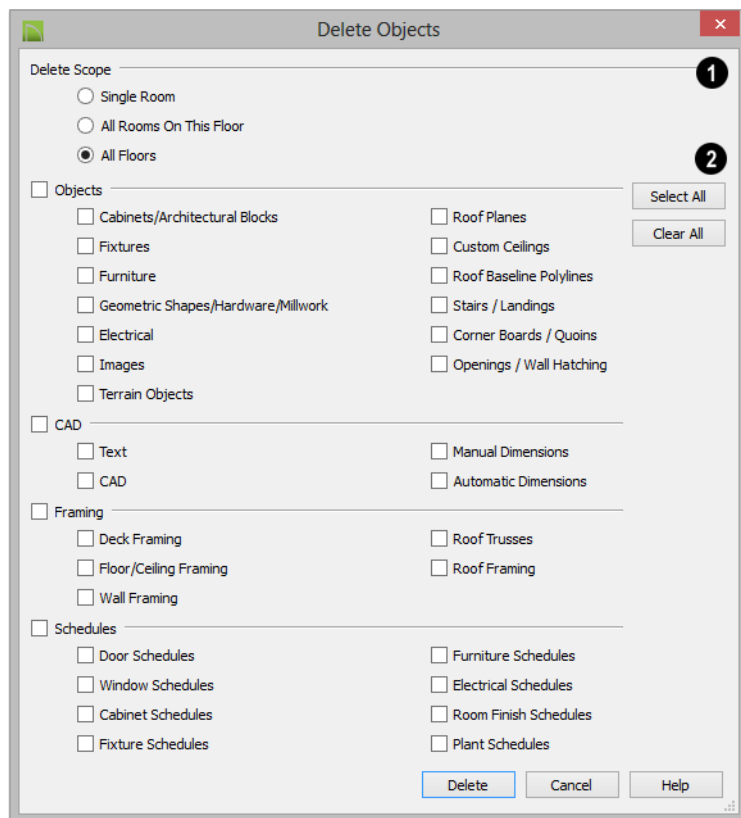 Delete Objects
Delete Scope
1
Single Room
All Rooms On This Floor
All Floors
2
Objects
Select All
Cabinets/Architectural Blocks
Roof Planes
Clear All
Fixtures
Custom Ceilings
Furniture
Roof Baseline Polylines
Geometric Shapes/Hardware/Millwork
Stairs / Landings
Electrical
Corner Boards / Quoins
Images
Openings / Wall Hatching
Terrain Objects
CAD
Text
Manual Dimensions
CAD
Automatic Dimensions
Framing
Deck Framing
Roof Trusses
Floor/Ceiling Framing
Roof Framing
Wall Framing
Schedules
Door Schedules
Furniture Schedules
Window Schedules
Electrical Schedules
Cabinet Schedules
Room Finish Schedules
Fixture Schedules
Plant Schedules
Delete
Cancel
Help